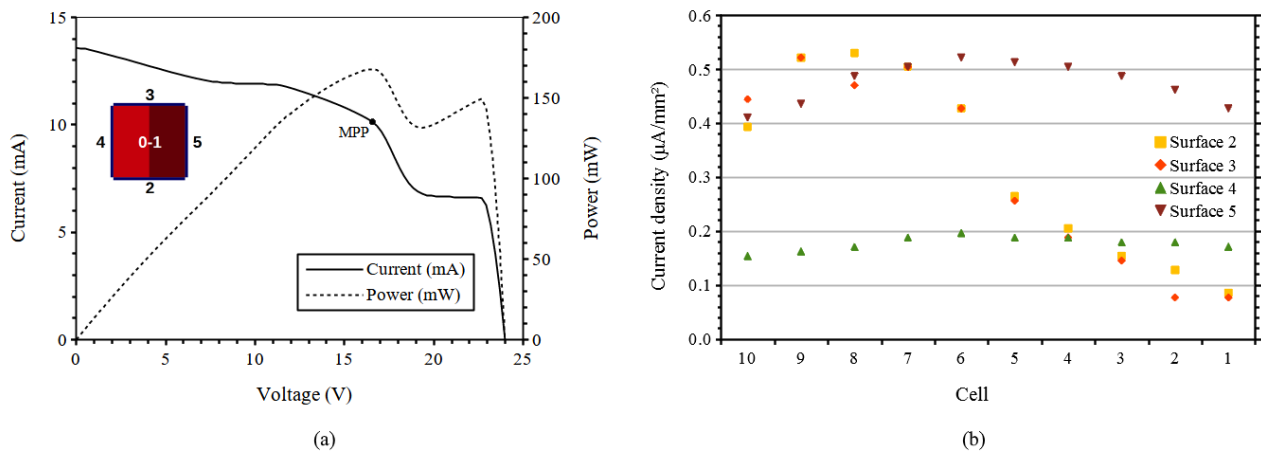 15
10
5
0
Current (mA)
3
4
0-1
5
2
MPP
Current (mA)
Power (mW)
200
150
100
50
0
Power (mW)
0
5
10
15
20
25
Voltage (V)
(a)
0.6
0.5
0.4
0.3
0.2
0.1
0.0
Current density (µA/mm²)
Surface 2
Surface 3
Surface 4
Surface 5
10
9
8
7
6
5
4
3
2
1
Cell
(b)